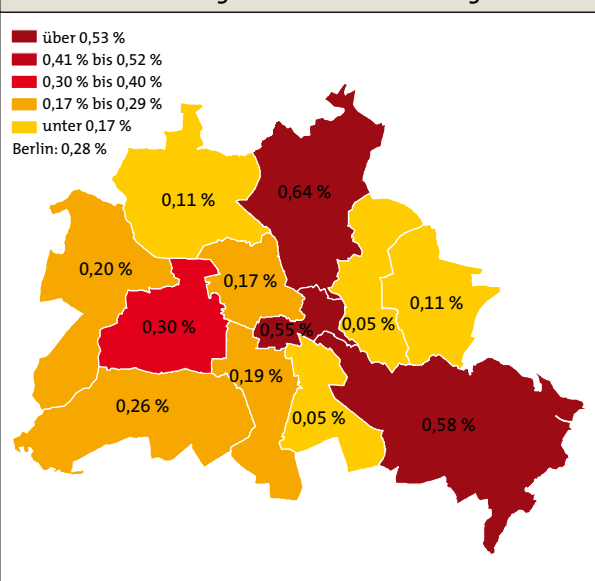 über 0,53 %
0,41 % bis 0,52 %
0,30 % bis 0,40 %
0,17 % bis 0,29 %
unter 0,17 %
Berlin: 0,28 %
0,64 %
0,11 %
0,20 %
0,17 %
0,11 %
0,30 %
0,55 %
0,05 %
0,19 %
0,26 %
0,05 %
0,58 %